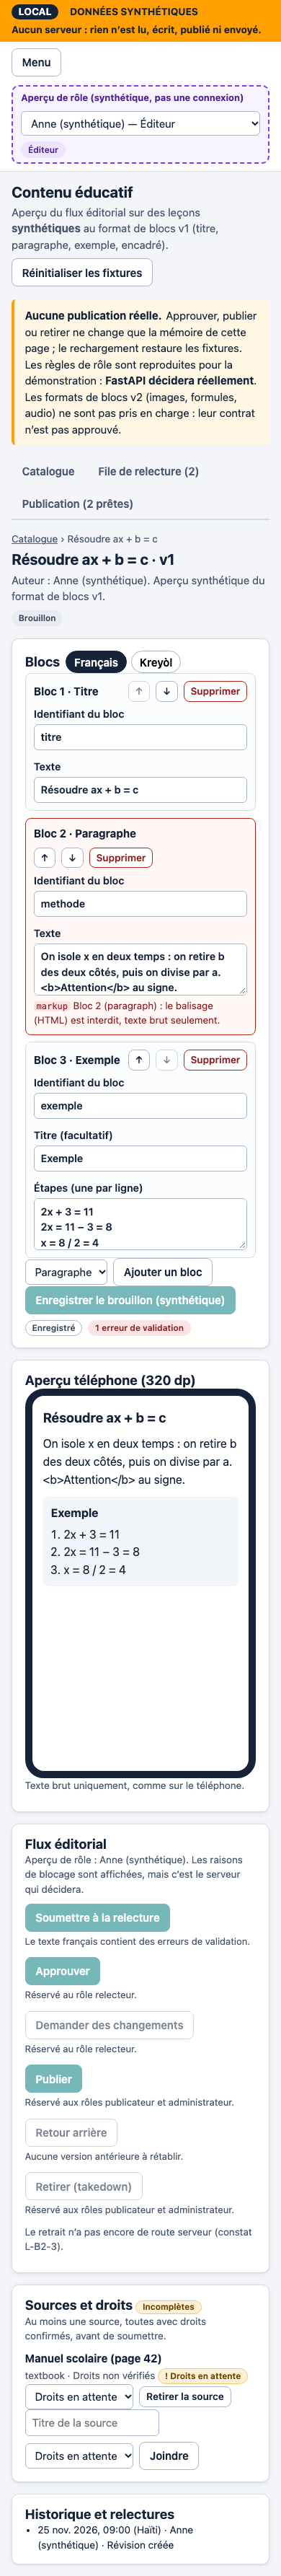 LOCAL DONNÉES SYNTHÉTIQUES
Aucun serveur : rien n'est lu, écrit, publié ni envoyé.
Menu
Aperçu de rôle (synthétique, pas une connexion)
Anne (synthétique) — Éditeur
Éditeur
Contenu éducatif
Aperçu du flux éditorial sur des leçons
synthétiques au format de blocs v1 (titre,
paragraphe, exemple, encadré).
Réinitialiser les fixtures
Aucune publication réelle. Approuver, publier
ou retirer ne change que la mémoire de cette
page ; le rechargement restaure les fixtures.
Les règles de rôle sont reproduites pour la
démonstration : FastAPI décidera réellement.
Les formats de blocs v2 (images, formules,
audio) ne sont pas pris en charge : leur contrat
n'est pas approuvé.
Catalogue File de relecture (2)
Publication (2 prêtes)
Catalogue › Résoudre ax + b = c
Résoudre ax + b = c · v1
Auteur : Anne (synthétique). Aperçu synthétique du
format de blocs v1.
Brouillon
Blocs Français Kreyòl
Bloc 1 · Titre ↑ ↓ Supprimer
Identifiant du bloc
titre
Texte
Résoudre ax + b = c
Bloc 2 · Paragraphe
↑ ↓ Supprimer
Identifiant du bloc
methode
Texte
On isole x en deux temps : on retire b
des deux côtés, puis on divise par a.
<b>Attention</b> au signe.
markup Bloc 2 (paragraph) : le balisage
(HTML) est interdit, texte brut seulement.
Bloc 3 · Exemple ↑ ↓ Supprimer
Identifiant du bloc
exemple
Titre (facultatif)
Exemple
Étapes (une par ligne)
2x + 3 = 11
2x = 11 − 3 = 8
x = 8 / 2 = 4
Paragraphe Ajouter un bloc
Enregistrer le brouillon (synthétique)
Enregistré 1 erreur de validation
Aperçu téléphone (320 dp)
Résoudre ax + b = c
On isole x en deux temps : on retire b
des deux côtés, puis on divise par a.
<b>Attention</b> au signe.
Exemple
1. 2x + 3 = 11
2. 2x = 11 − 3 = 8
3. x = 8 / 2 = 4
Texte brut uniquement, comme sur le téléphone.
Flux éditorial
Aperçu de rôle : Anne (synthétique). Les raisons
de blocage sont affichées, mais c'est le serveur
qui décidera.
Soumettre à la relecture
Le texte français contient des erreurs de validation.
Approuver
Réservé au rôle relecteur.
Demander des changements
Réservé au rôle relecteur.
Publier
Réservé aux rôles publicateur et administrateur.
Retour arrière
Aucune version antérieure à rétablir.
Retirer (takedown)
Réservé aux rôles publicateur et administrateur.
Le retrait n'a pas encore de route serveur (constat
L-B2-3).
Sources et droits Incomplètes
Au moins une source, toutes avec droits
confirmés, avant de soumettre.
Manuel scolaire (page 42)
textbook · Droits non vérifiés ! Droits en attente
Droits en attente Retirer la source
Titre de la source
Droits en attente Joindre
Historique et relectures
• 25 nov. 2026, 09:00 (Haïti) · Anne
(synthétique) · Révision créée